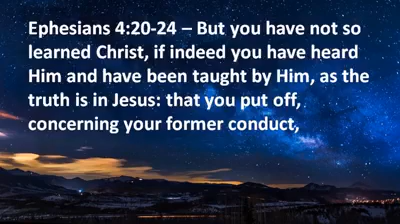 Ephesians 4:20-24 – But you have not so
learned Christ, if indeed you have heard
Him and have been taught by Him, as the
truth is in Jesus: that you put off,
concerning your former conduct,